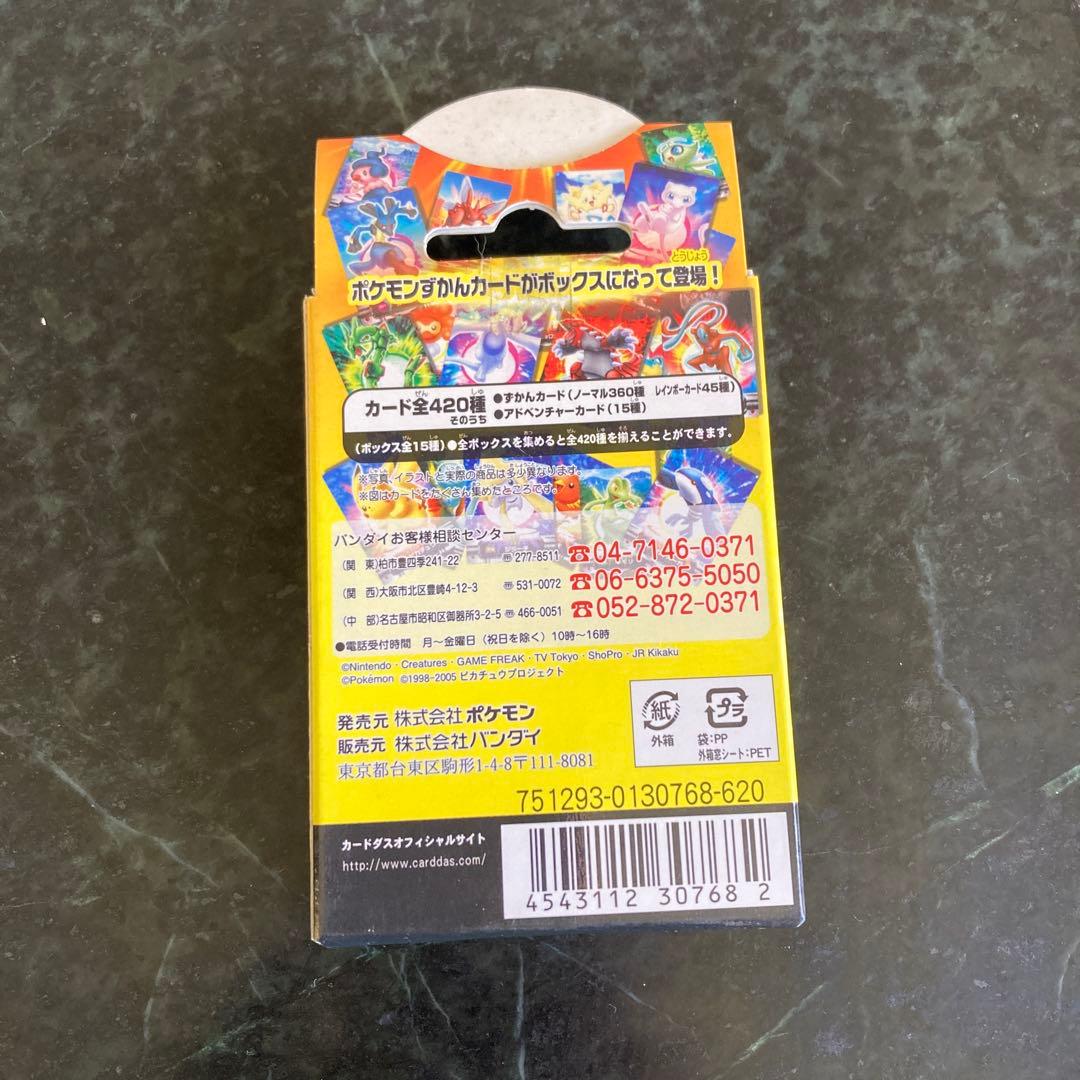 とうじょう
ポケモンずかんカードがボックスになって登場！
カード全420種 そのうち ●ずかんカード（ノーマル360種 レインボーカード45種）
●アドベンチャーカード（15種）
（ボックス全15種）●全ボックスを集めると全420種を揃えることができます。
※写真、イラストと実際の商品は多少異なります。
※図はカードをたくさん集めたところです。
バンダイお客様相談センター
（関 東）柏市豊四季241-22 〒277-8511 ☎04-7146-0371
（関 西）大阪市北区豊崎4-12-3 〒531-0072 ☎06-6375-5050
（中 部）名古屋市昭和区御器所3-2-5 〒466-0051 ☎052-872-0371
●電話受付時間 月～金曜日（祝日を除く）10時～16時
©Nintendo・Creatures・GAME FREAK・TV Tokyo・ShoPro・JR Kikaku
©Pokémon ©1998-2005 ピカチュウプロジェクト
発売元 株式会社 ポケモン
販売元 株式会社バンダイ
東京都台東区駒形1-4-8〒111-8081
紙 外箱
プラ
袋:PP
外箱窓シート:PET
751293-0130768-620
カードダスオフィシャルサイト
http://www.carddas.com/
4543112 30768 2